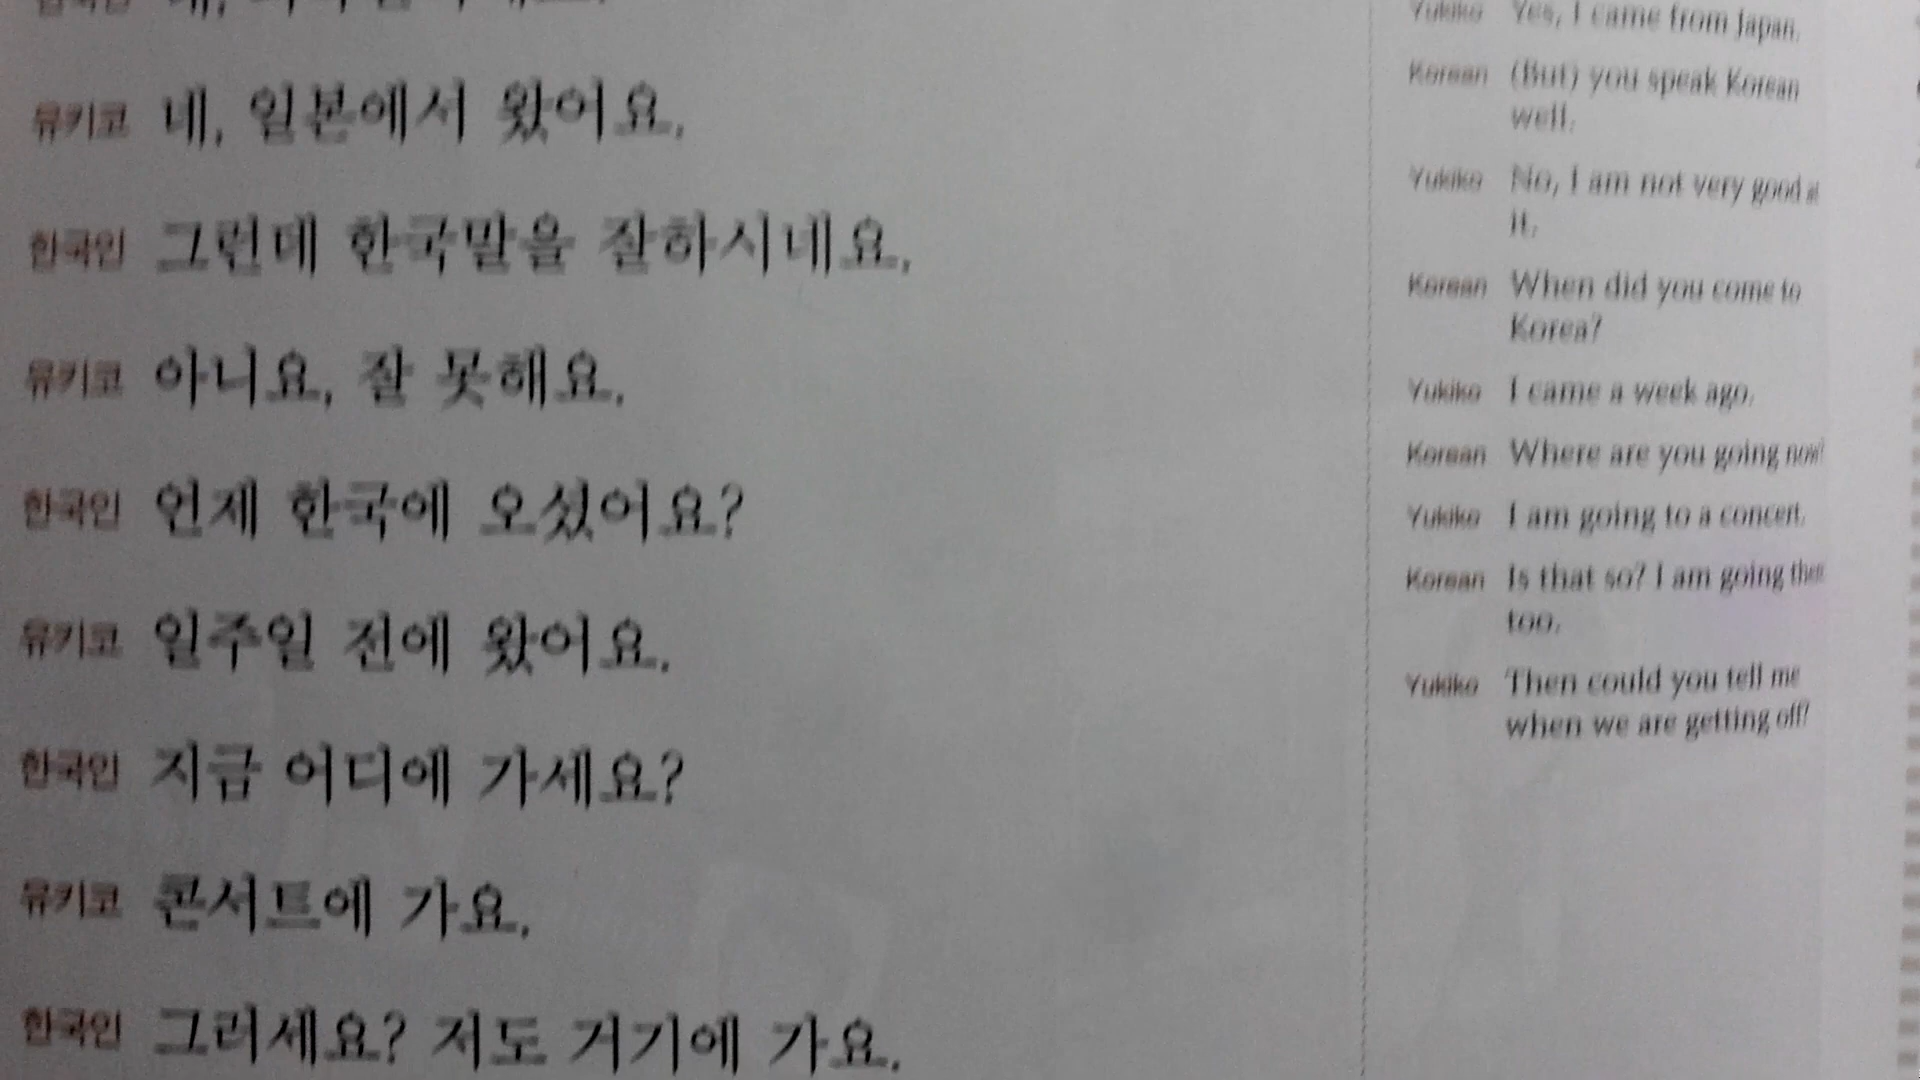 유키코 네, 일본에서 왔어요.
한국인 그런데 한국말을 잘하시네요.
유키코 아니요, 잘 못해요.
한국인 언제 한국에 오셨어요?
유키코 일주일 전에 왔어요.
한국인 지금 어디에 가세요?
유키코 콘서트에 가요.
한국인 그러세요? 저도 거기에 가요.
Yukiko Yes, I came from Japan.
Korean (But) you speak Korean
well.
Yukiko No, I am not very good at
it.
Korean When did you come to
Korea?
Yukiko I came a week ago.
Korean Where are you going now?
Yukiko I am going to a concert.
Korean Is that so? I am going there
too.
Yukiko Then could you tell me
when we are getting off?